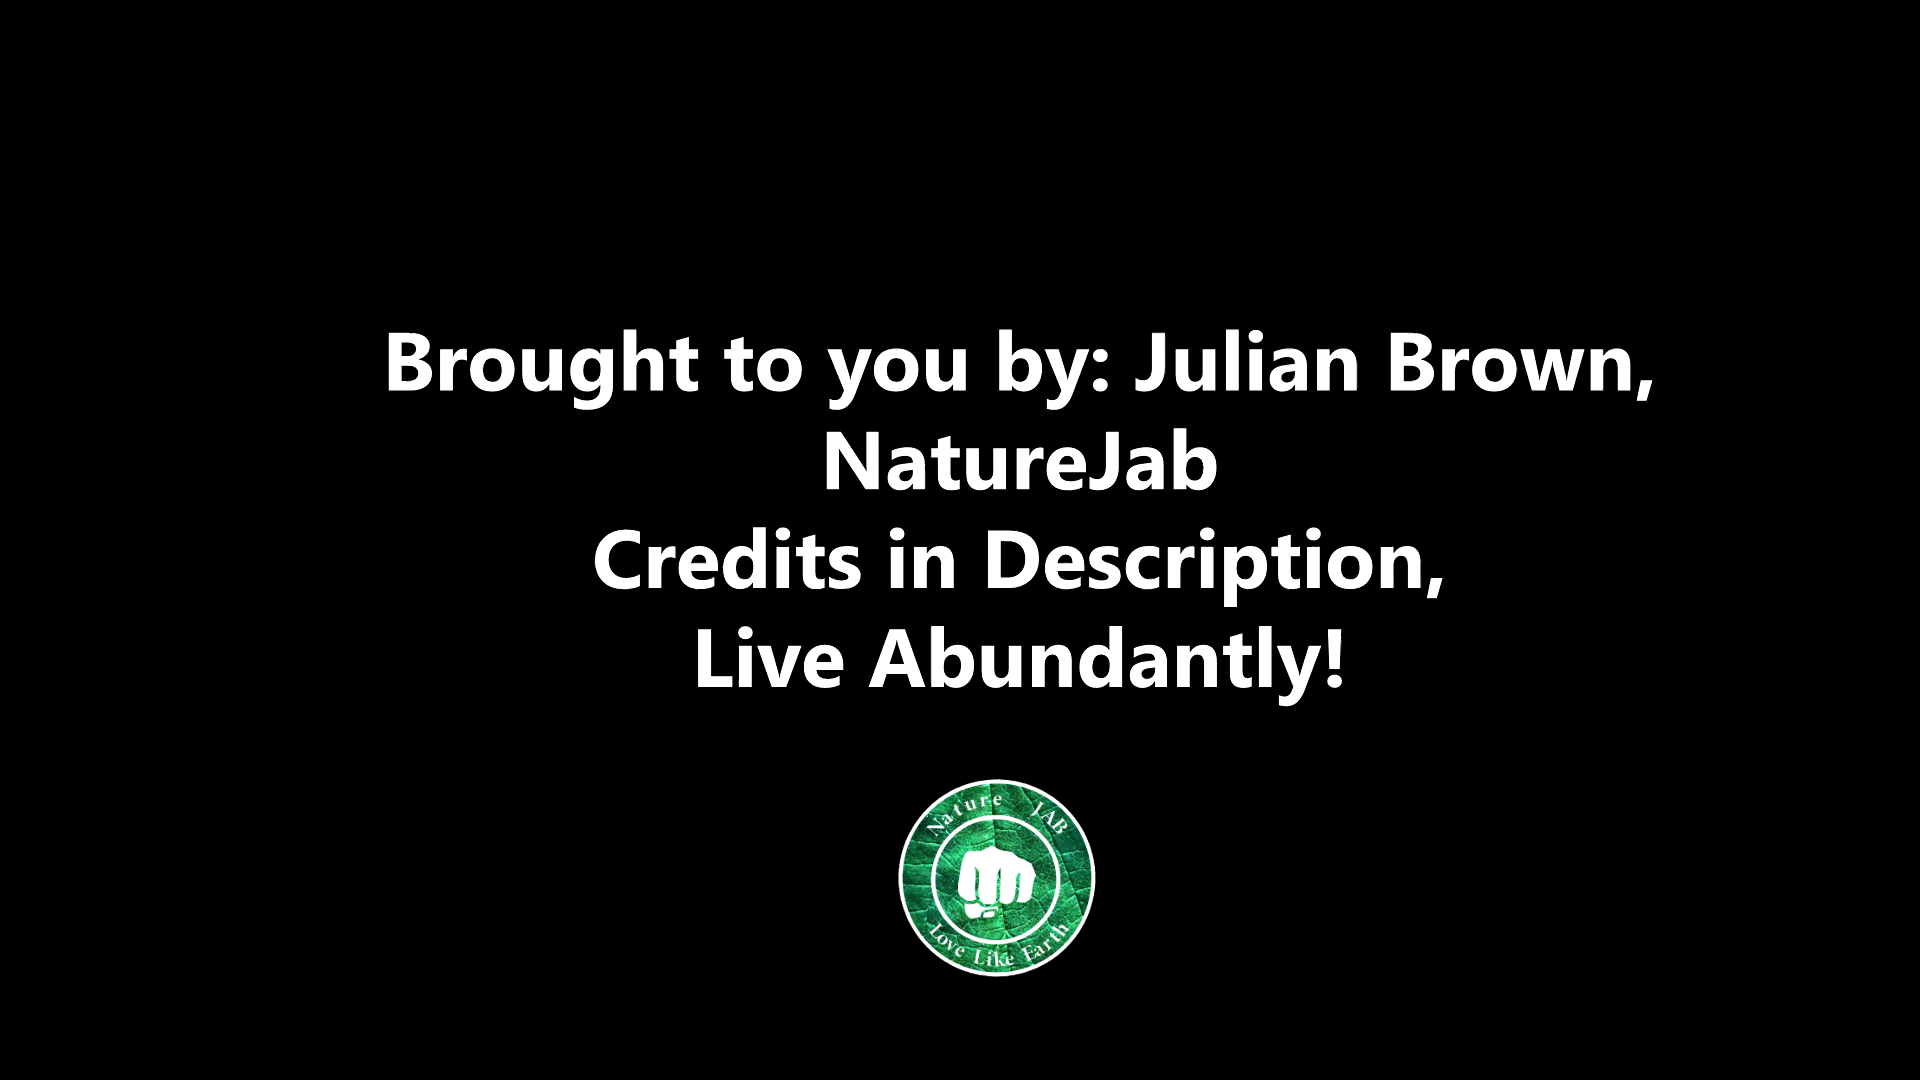 Brought to you by: Julian Brown,
NatureJab
Credits in Description,
Live Abundantly!
Nature JAB
Love Like Earth